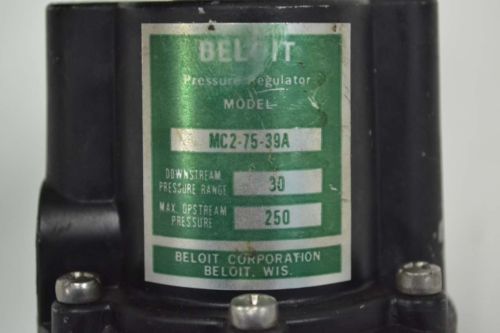 BELOIT
Pressure Regulator
MODEL
MC2-75-39A
DOWNSTREAM
PRESSURE RANGE
30
MAX. UPSTREAM
PRESSURE
250
BELOIT CORPORATION
BELOIT, WIS.